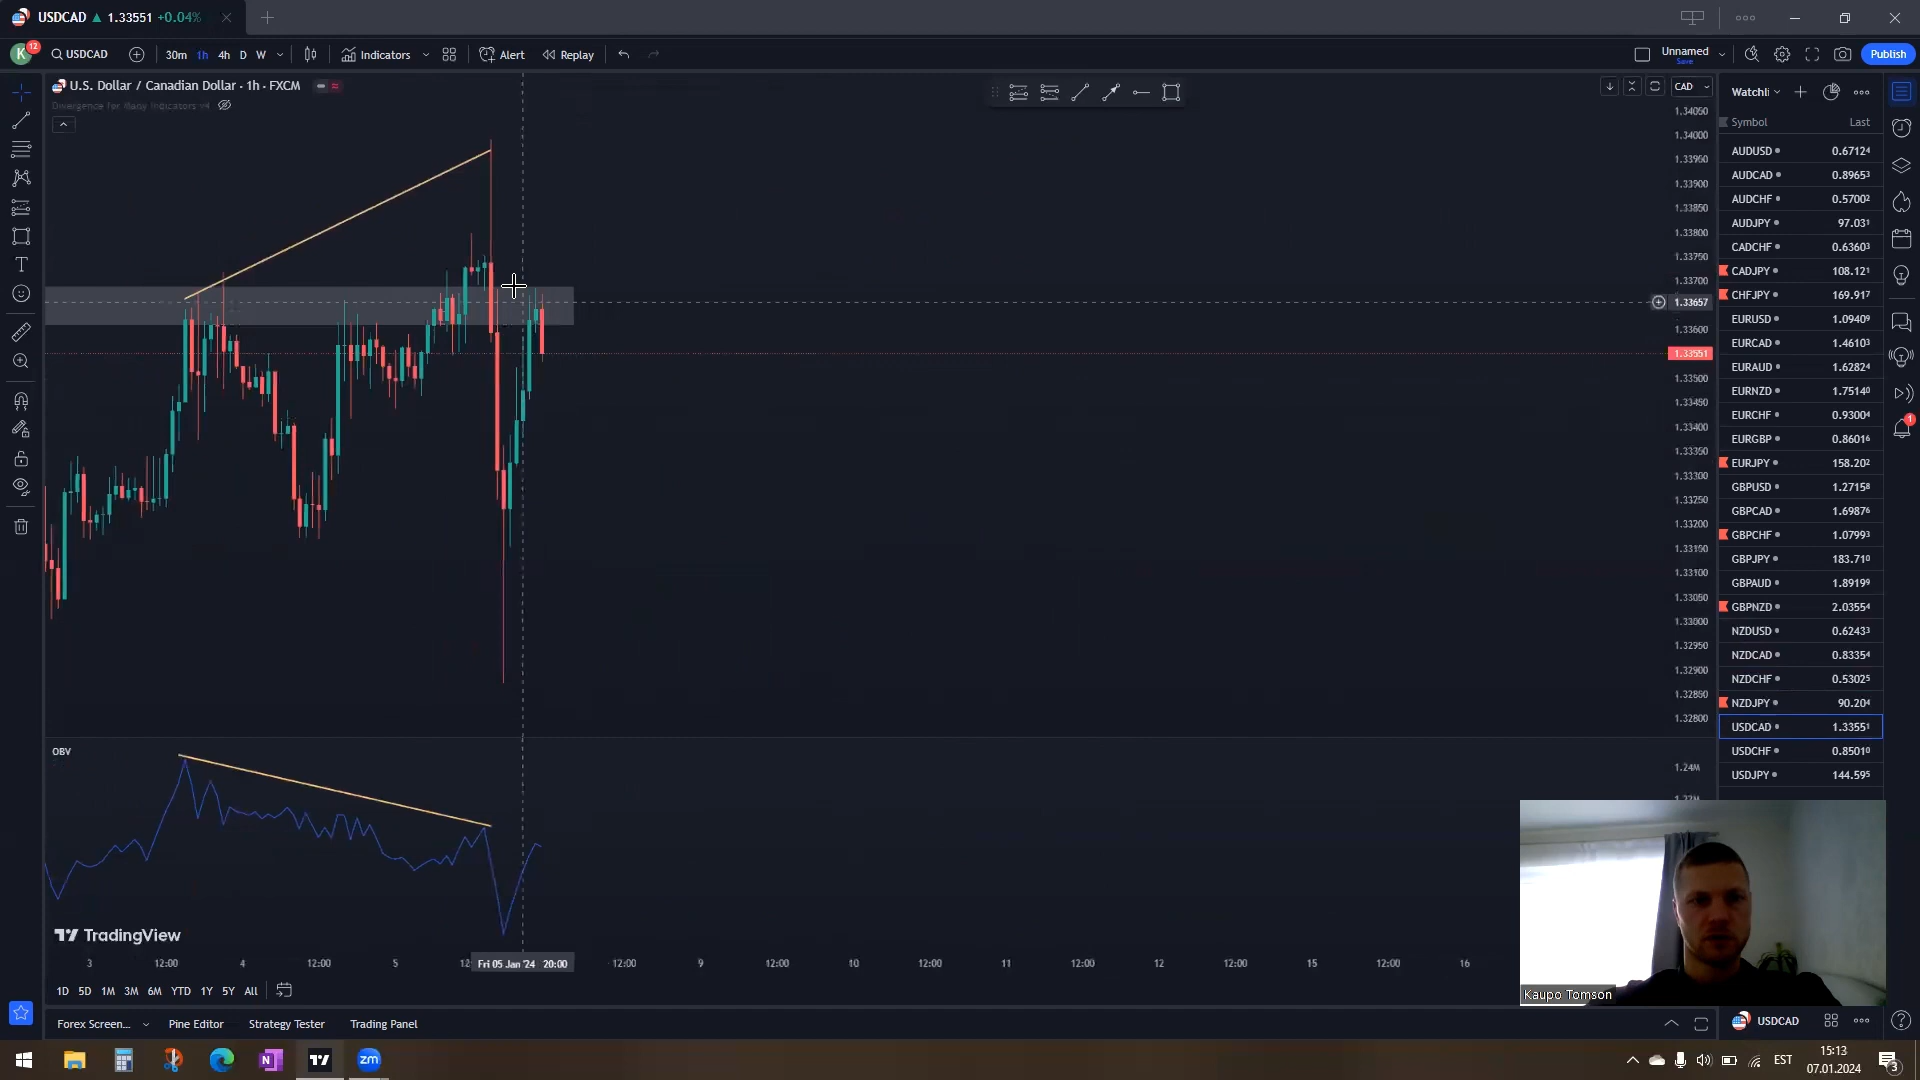 USDCAD ▲ 1.33551 +0.04%
K 12 USDCAD 30m 1h 4h D W Indicators Alert Replay Unnamed Save Publish
U.S. Dollar / Canadian Dollar · 1h · FXCM
Divergence for Many Indicators v4
CAD
1.34050
1.34000
1.33950
1.33900
1.33850
1.33800
1.33750
1.33700
1.33657
1.33600
1.33551
1.33500
1.33450
1.33400
1.33350
1.33300
1.33250
1.33200
1.33150
1.33100
1.33050
1.33000
1.32950
1.32900
1.32850
1.32800
OBV
1.24M
TradingView
3 12:00 4 12:00 5 Fri 05 Jan '24 20:00 12:00 9 12:00 10 12:00 11 12:00 12 12:00 15 12:00 16
1D 5D 1M 3M 6M YTD 1Y 5Y All
Forex Screen... Pine Editor Strategy Tester Trading Panel
Watchli
Symbol Last
AUDUSD 0.67124
AUDCAD 0.89653
AUDCHF 0.57002
AUDJPY 97.031
CADCHF 0.63603
CADJPY 108.121
CHFJPY 169.917
EURUSD 1.09409
EURCAD 1.46103
EURAUD 1.62824
EURNZD 1.75140
EURCHF 0.93004
EURGBP 0.86016
EURJPY 158.202
GBPUSD 1.27158
GBPCAD 1.69876
GBPCHF 1.07993
GBPJPY 183.710
GBPAUD 1.89199
GBPNZD 2.03554
NZDUSD 0.62433
NZDCAD 0.83354
NZDCHF 0.53025
NZDJPY 90.204
USDCAD 1.33551
USDCHF 0.85010
USDJPY 144.595
1
Kaupo Tomson
USDCAD
N zm EST 15:13
07.01.2024
3